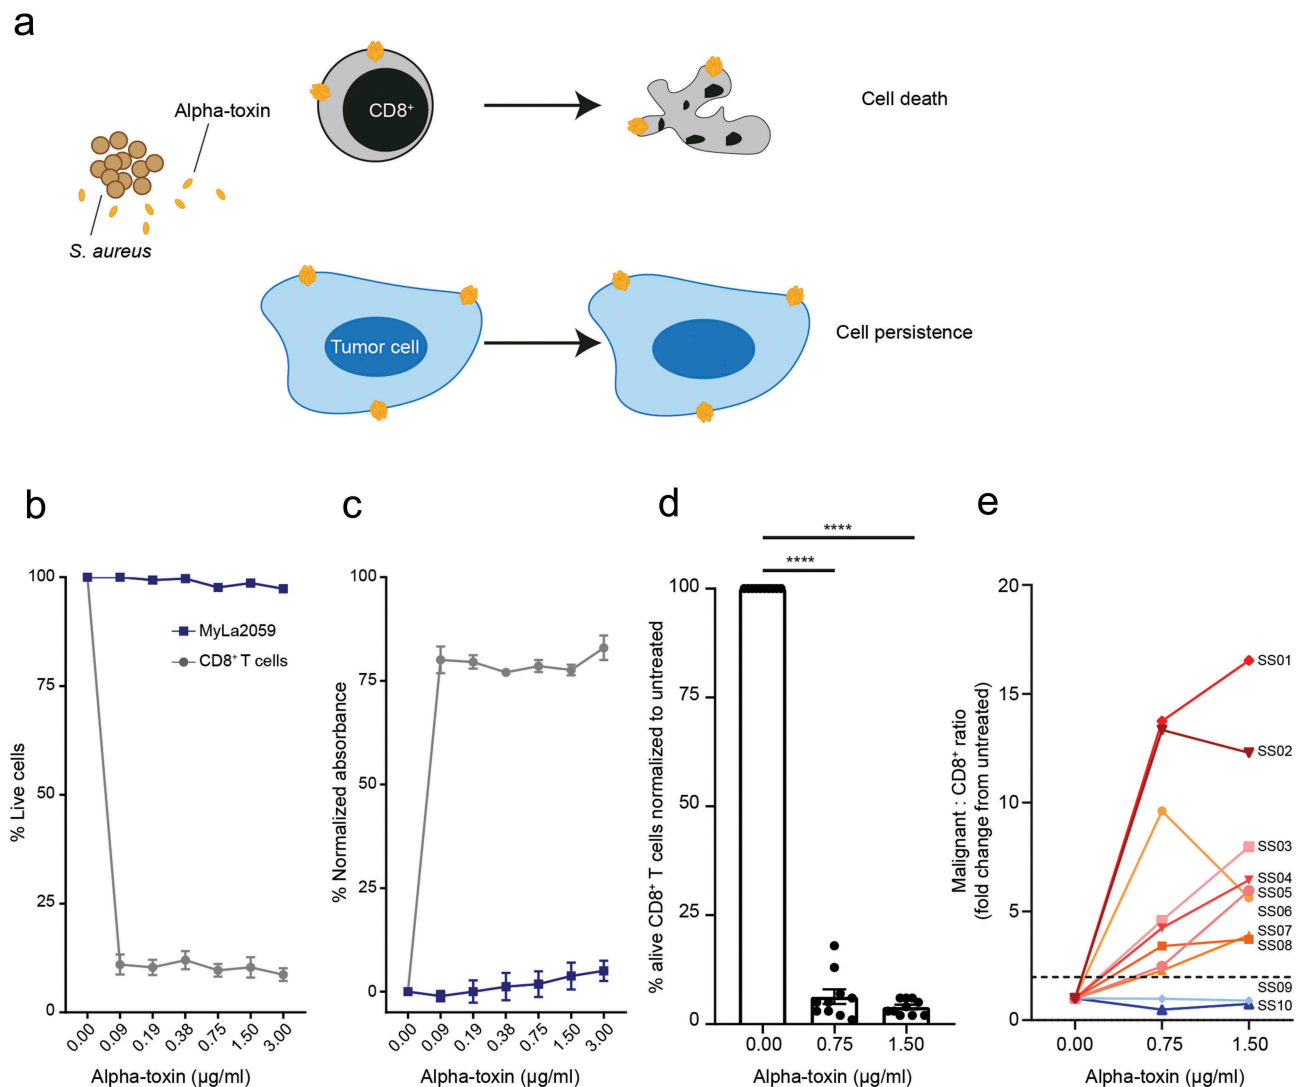 a
Alpha-toxin
S. aureus
CD8⁺
Cell death
Tumor cell
Cell persistence
b
% Live cells
100
75
50
25
0
MyLa2059
CD8⁺ T cells
0.00
0.09
0.19
0.38
0.75
1.50
3.00
Alpha-toxin (µg/ml)
c
% Normalized absorbance
100
75
50
25
0
0.00
0.09
0.19
0.38
0.75
1.50
3.00
Alpha-toxin (µg/ml)
d
****
****
% alive CD8⁺ T cells normalized to untreated
100
75
50
25
0
0.00
0.75
1.50
Alpha-toxin (µg/ml)
e
Malignant : CD8⁺ ratio
(fold change from untreated)
20
15
10
5
0
SS01
SS02
SS03
SS04
SS05
SS06
SS07
SS08
SS09
SS10
0.00
0.75
1.50
Alpha-toxin (µg/ml)